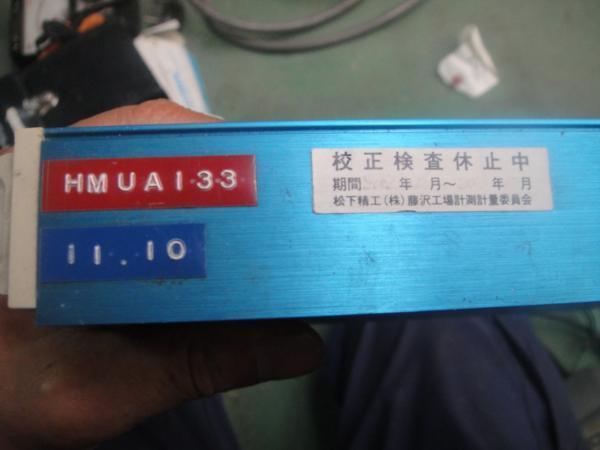 HMUA133
11.10
校正検査休止中
期間 年 月〜 年 月
松下精工(株)藤沢工場計測計量委員会